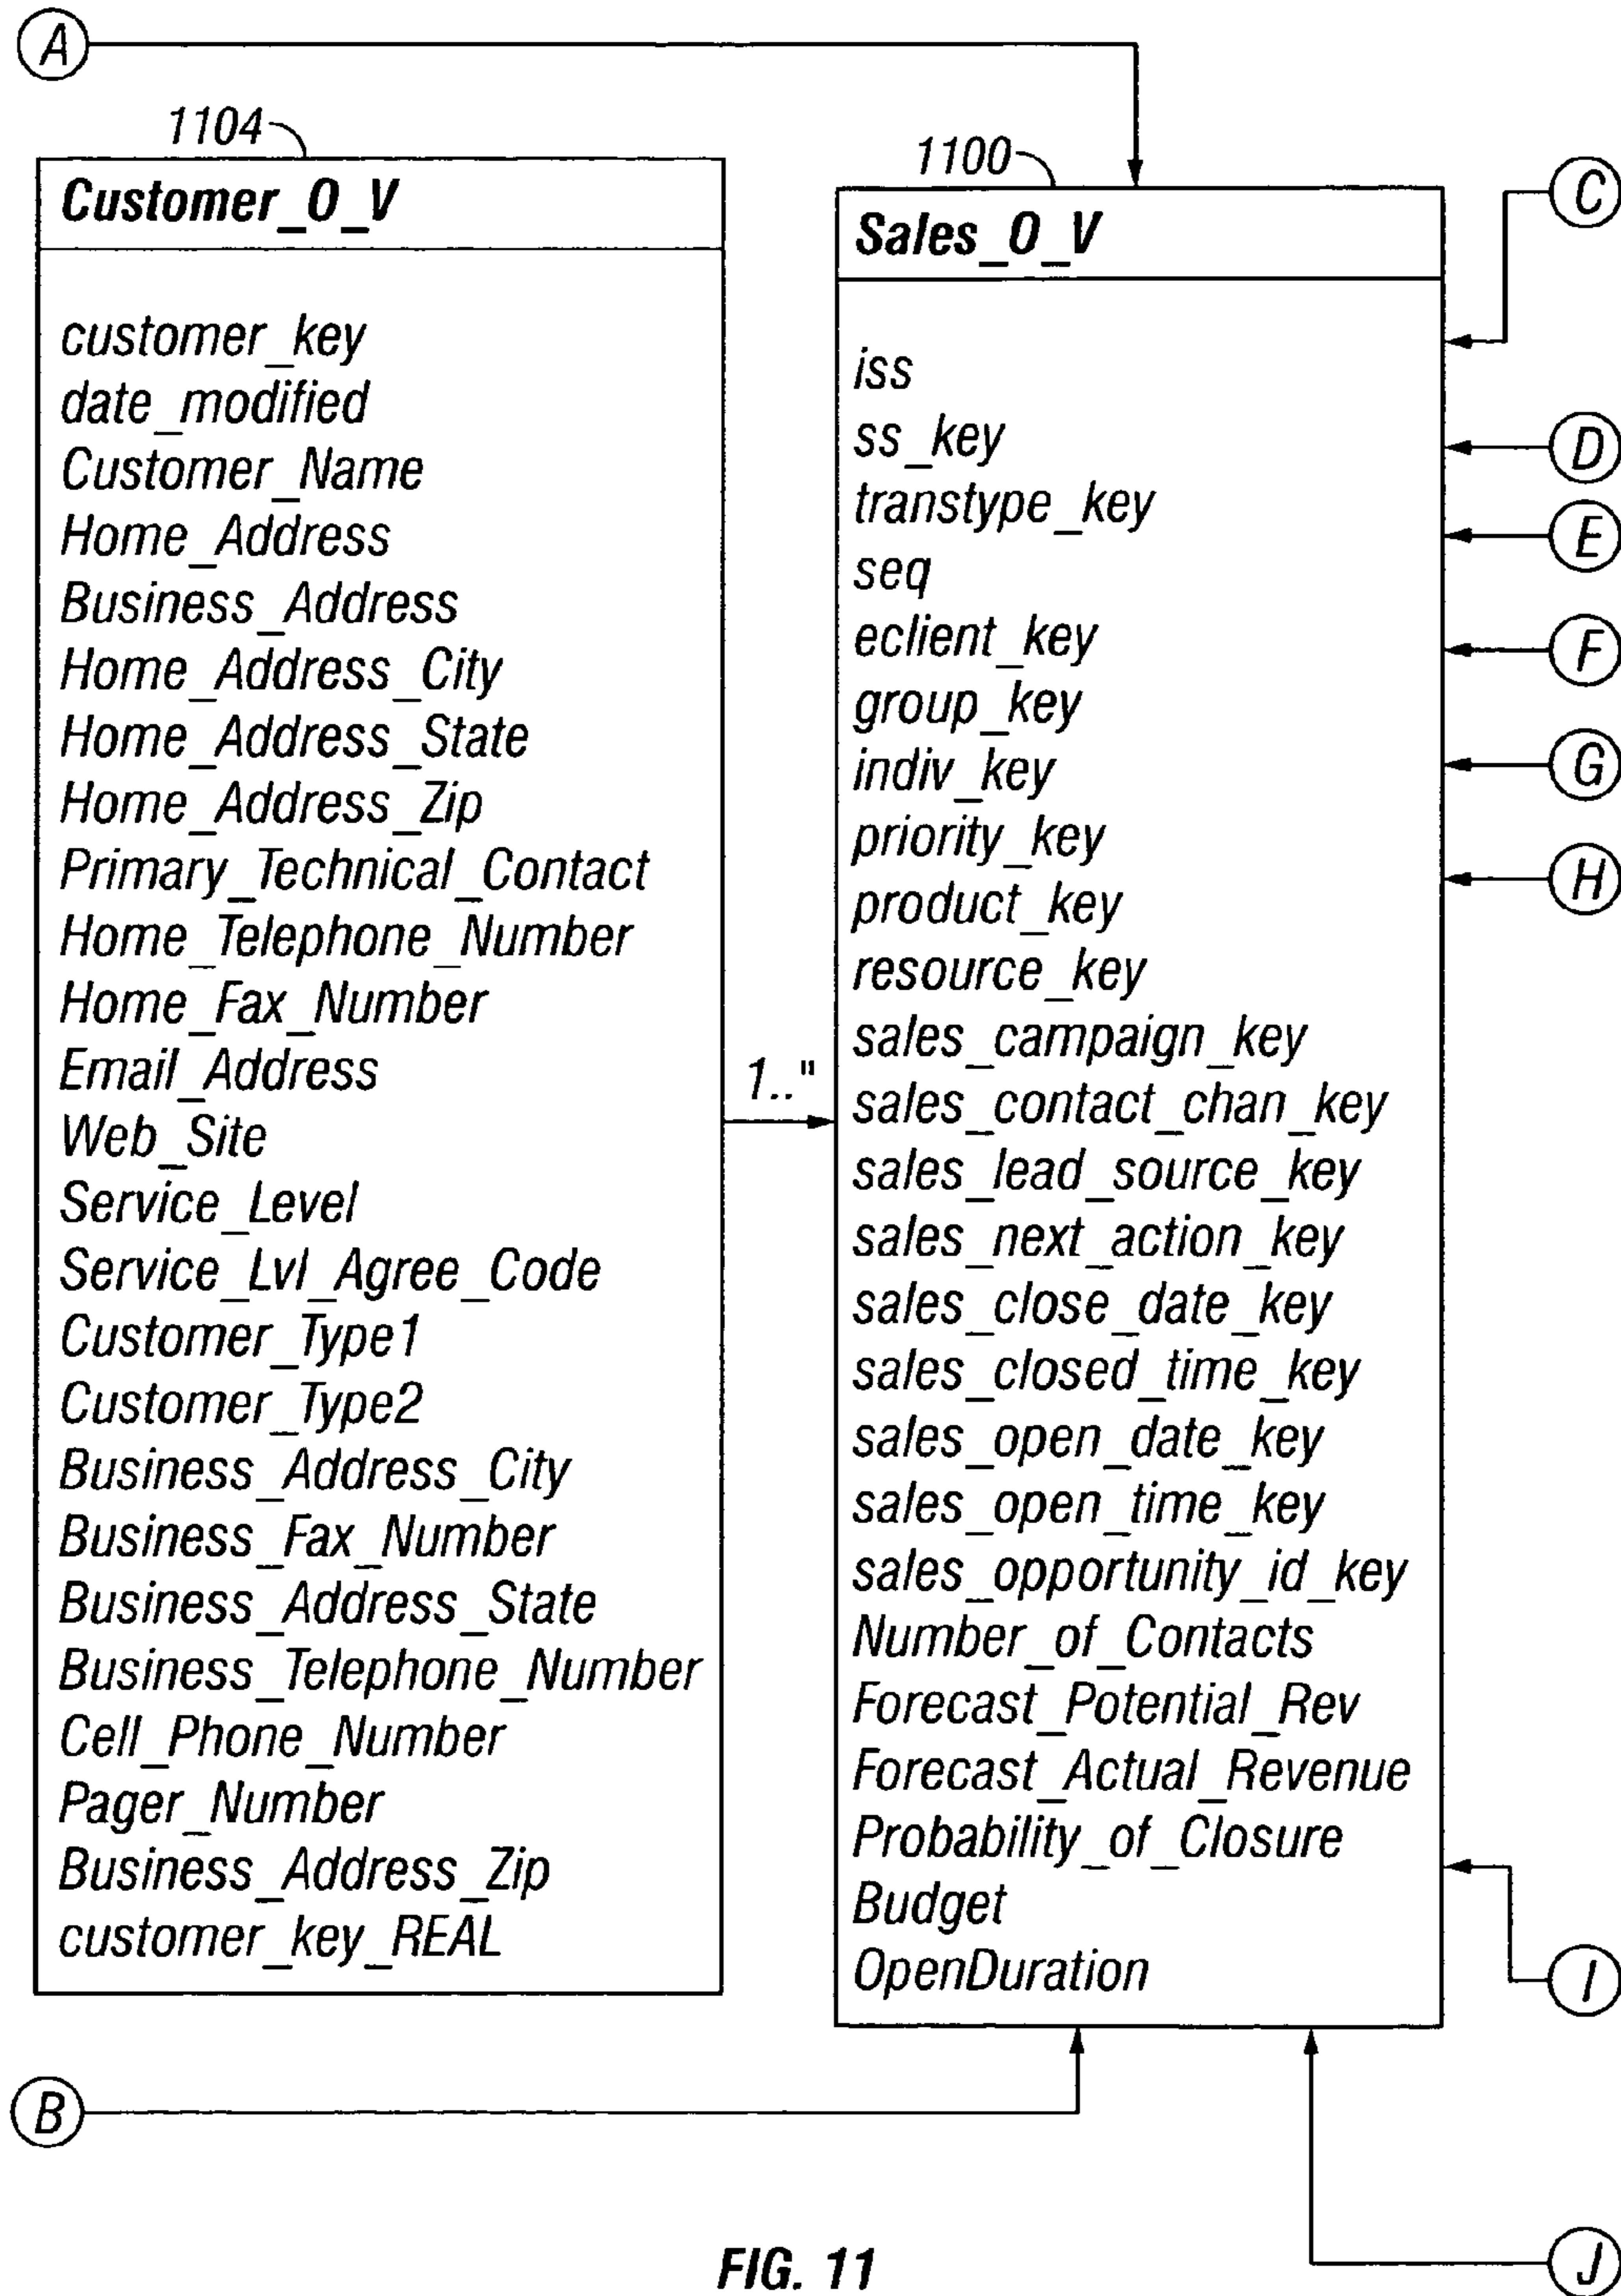 A
1104
Customer_O_V
customer_key
date_modified
Customer_Name
Home_Address
Business_Address
Home_Address_City
Home_Address_State
Home_Address_Zip
Primary_Technical_Contact
Home_Telephone_Number
Home_Fax_Number
Email_Address
Web_Site
Service_Level
Service_Lvl_Agree_Code
Customer_Type1
Customer_Type2
Business_Address_City
Business_Fax_Number
Business_Address_State
Business_Telephone_Number
Cell_Phone_Number
Pager_Number
Business_Address_Zip
customer_key_REAL
1.."
1100
Sales_O_V
iss
ss_key
transtype_key
seq
eclient_key
group_key
indiv_key
priority_key
product_key
resource_key
sales_campaign_key
sales_contact_chan_key
sales_lead_source_key
sales_next_action_key
sales_close_date_key
sales_closed_time_key
sales_open_date_key
sales_open_time_key
sales_opportunity_id_key
Number_of_Contacts
Forecast_Potential_Rev
Forecast_Actual_Revenue
Probability_of_Closure
Budget
OpenDuration
C
D
E
F
G
H
I
B
J
FIG. 11